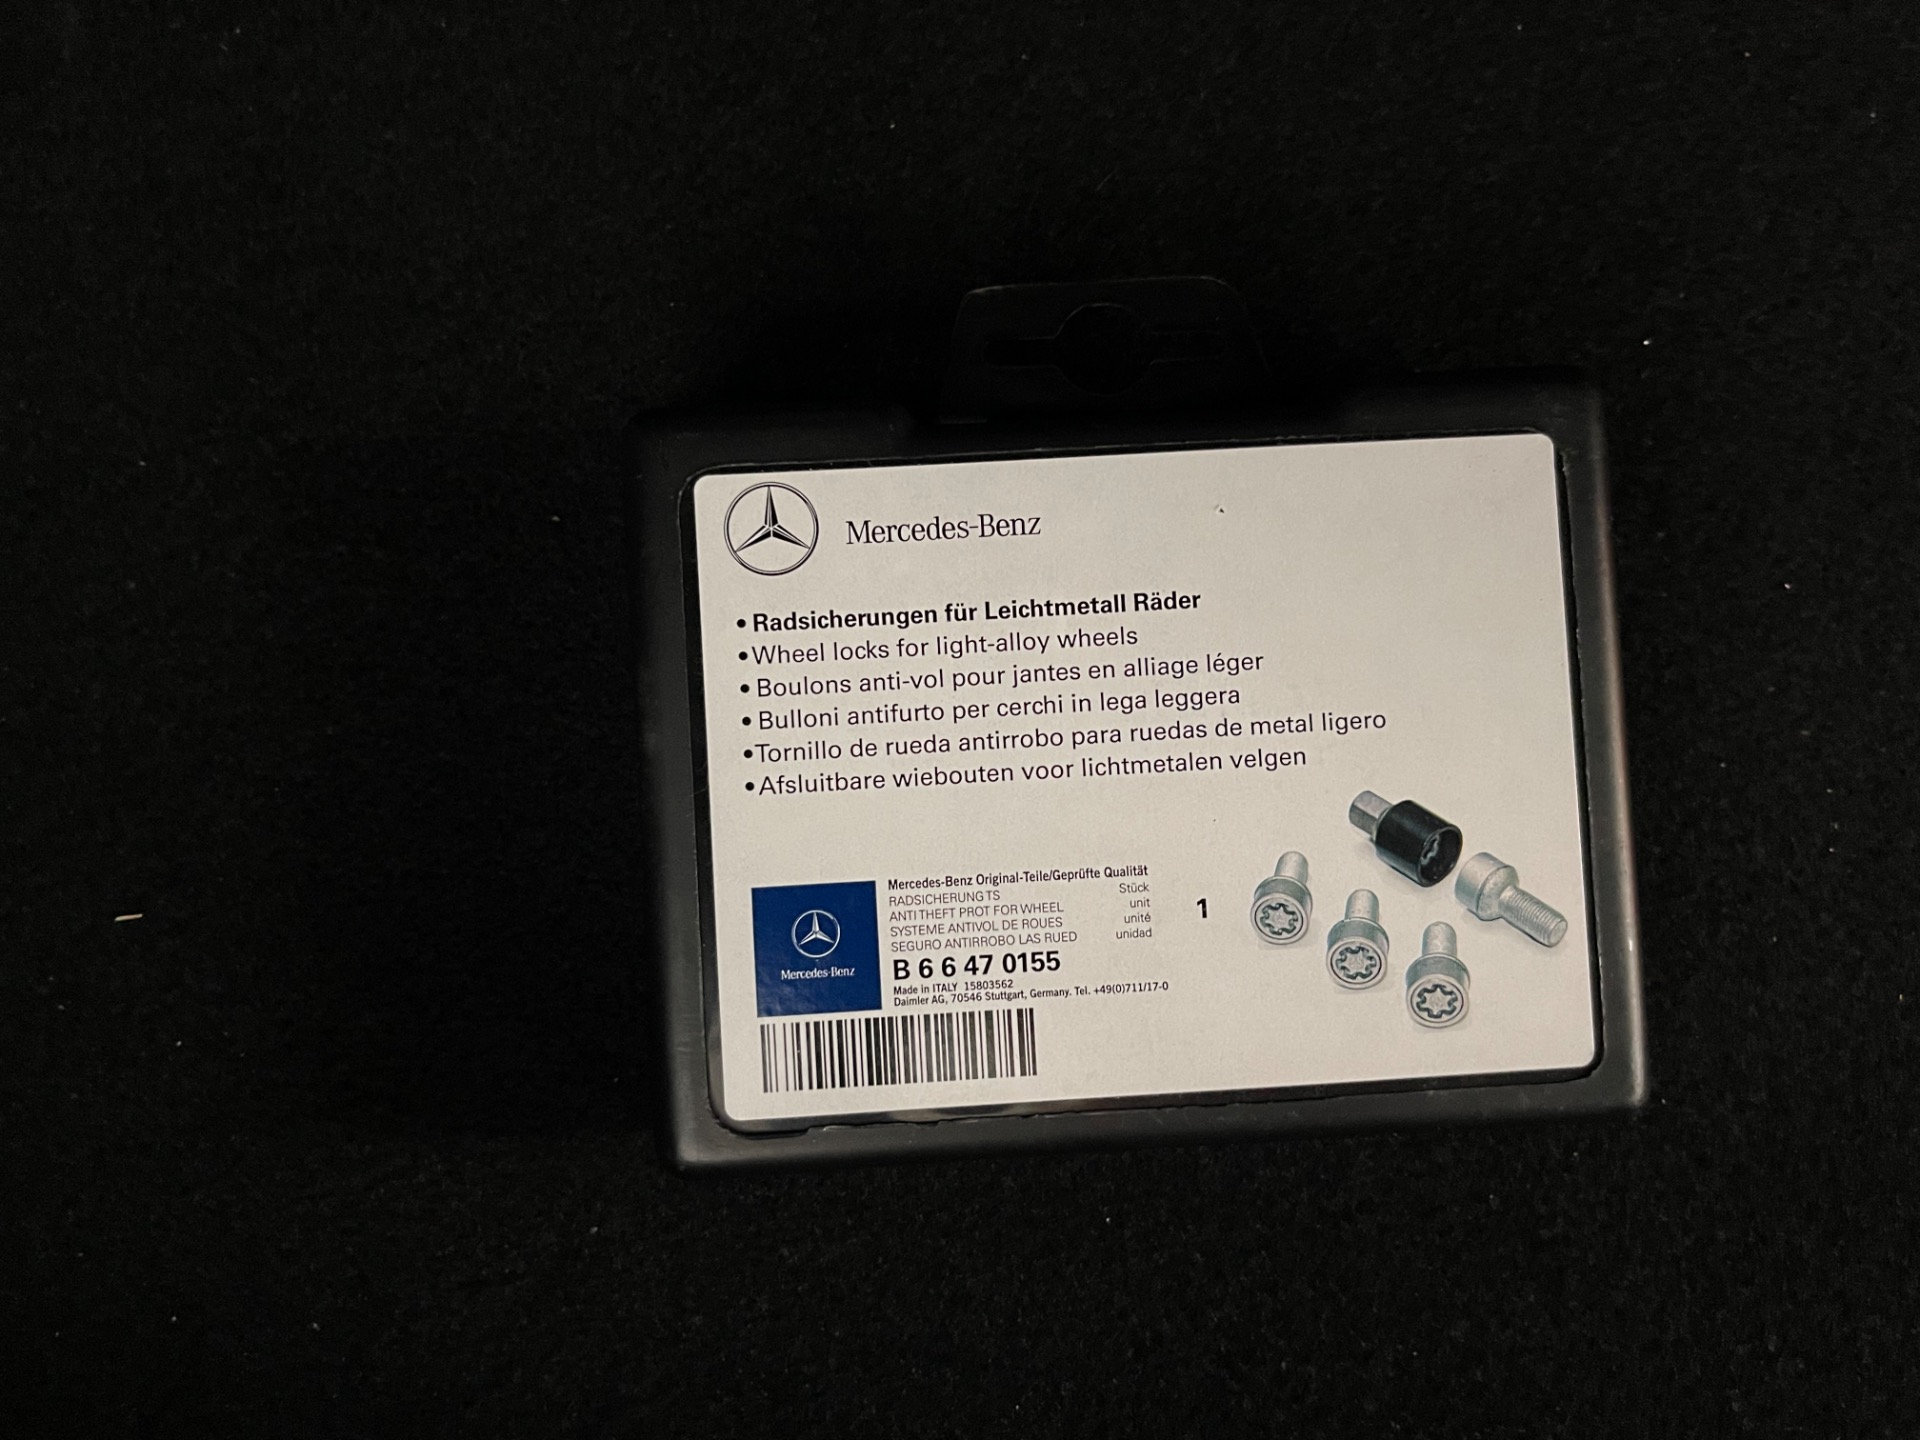 Mercedes-Benz
• Radsicherungen für Leichtmetall Räder
• Wheel locks for light-alloy wheels
• Boulons anti-vol pour jantes en alliage léger
• Bulloni antifurto per cerchi in lega leggera
• Tornillo de rueda antirrobo para ruedas de metal ligero
• Afsluitbare wiebouten voor lichtmetalen velgen
Mercedes-Benz
Mercedes-Benz Original-Teile/Geprüfte Qualität
RADSICHERUNG TS Stück
ANTI THEFT PROT FOR WHEEL unit
SYSTEME ANTIVOL DE ROUES unité
SEGURO ANTIRROBO LAS RUED unidad
1
B 6 6 47 0155
Made in ITALY 15803562
Daimler AG, 70546 Stuttgart, Germany. Tel. +49(0)711/17-0